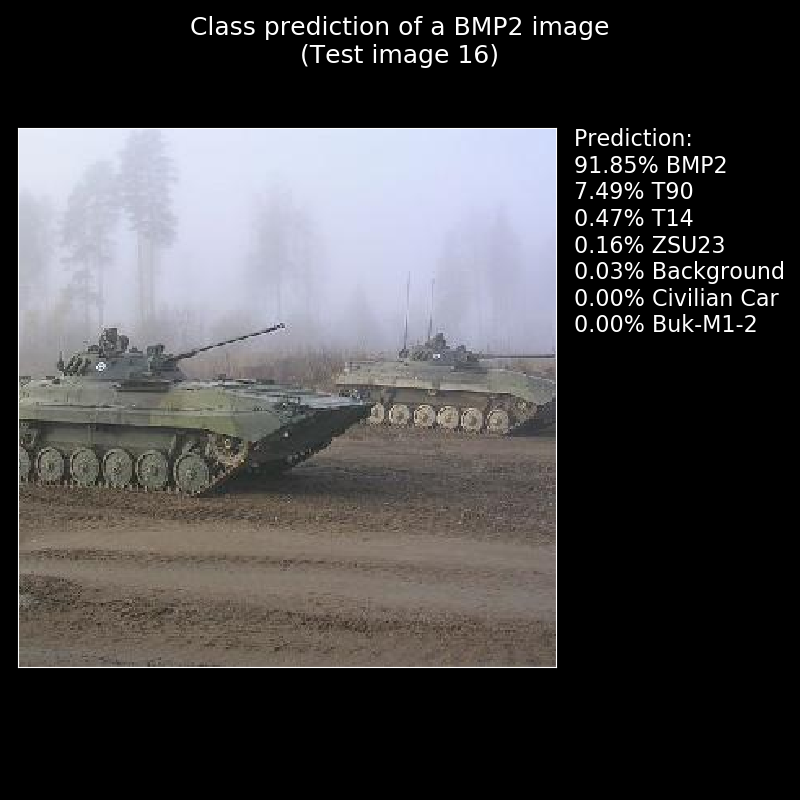 Class prediction of a BMP2 image
(Test image 16)
Prediction:
91.85% BMP2
7.49% T90
0.47% T14
0.16% ZSU23
0.03% Background
0.00% Civilian Car
0.00% Buk-M1-2